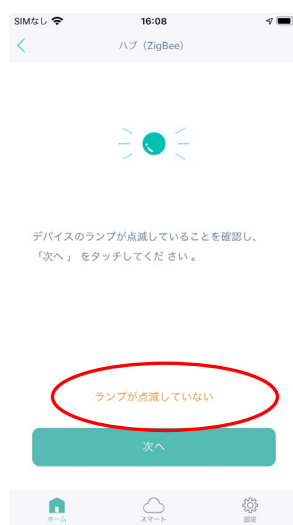 SIMなし 16:08
ハブ（ZigBee）
デバイスのランプが点滅していることを確認し、
「次へ 」 をタッチしてくだ さい 。
ランプが点滅していない
次へ
ホーム スマート 設定